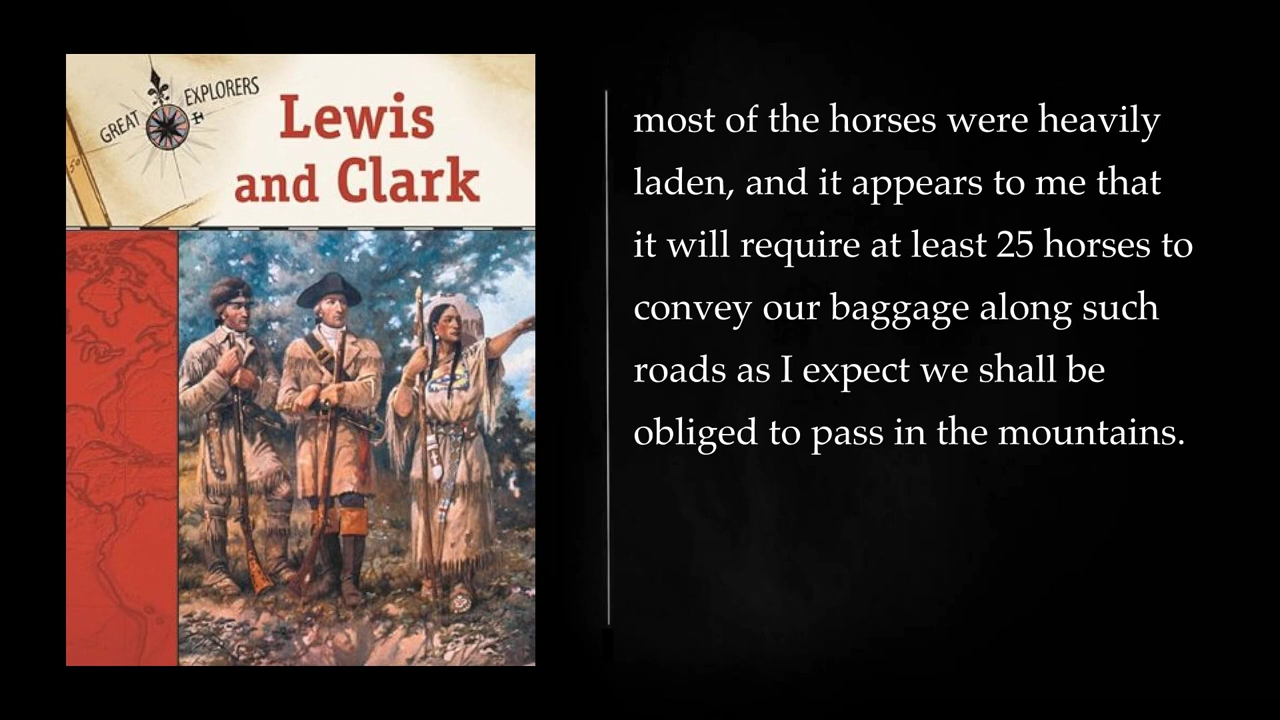 GREAT EXPLORERS
Lewis
and Clark
50
most of the horses were heavily
laden, and it appears to me that
it will require at least 25 horses to
convey our baggage along such
roads as I expect we shall be
obliged to pass in the mountains.